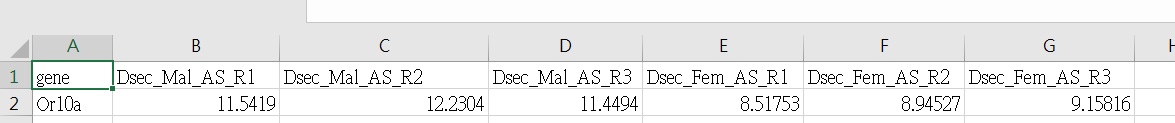 A B C D E F G
1 gene Dsec_Mal_AS_R1 Dsec_Mal_AS_R2 Dsec_Mal_AS_R3 Dsec_Fem_AS_R1 Dsec_Fem_AS_R2 Dsec_Fem_AS_R3
2 Or10a 11.5419 12.2304 11.4494 8.51753 8.94527 9.15816